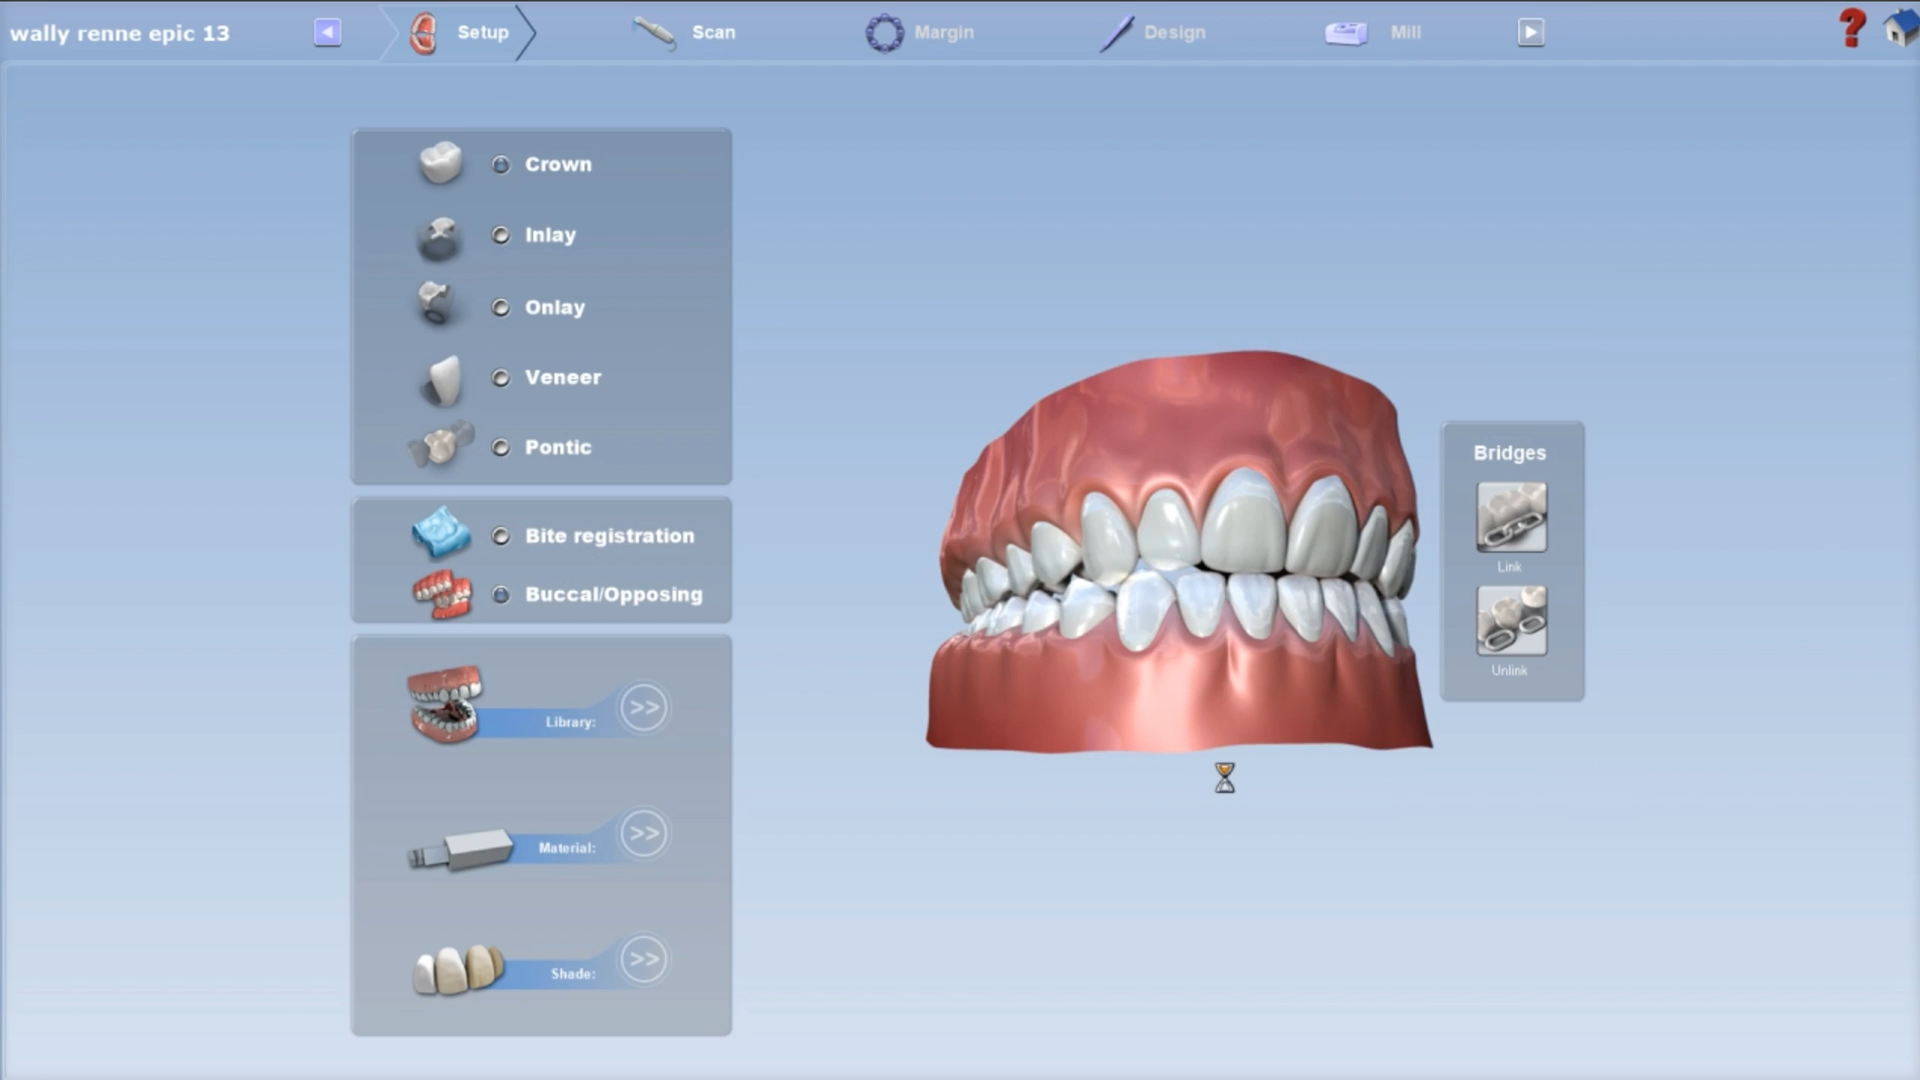 wally renne epic 13
Setup
Scan
Margin
Design
Mill
?
Crown
Inlay
Onlay
Veneer
Pontic
Bite registration
Buccal/Opposing
Library:
>>
Material:
>>
Shade:
>>
Bridges
Link
Unlink